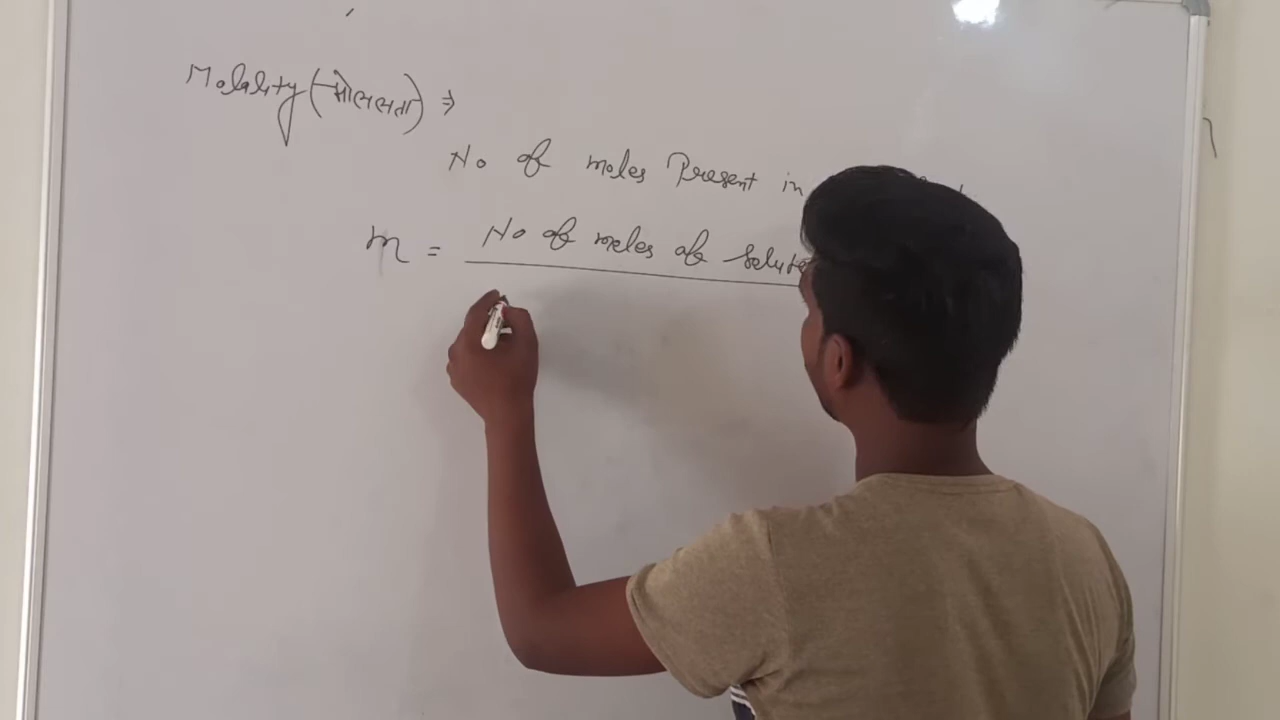 Molality (मोललता) ⇒
No of moles Present in
m = No of moles of solute